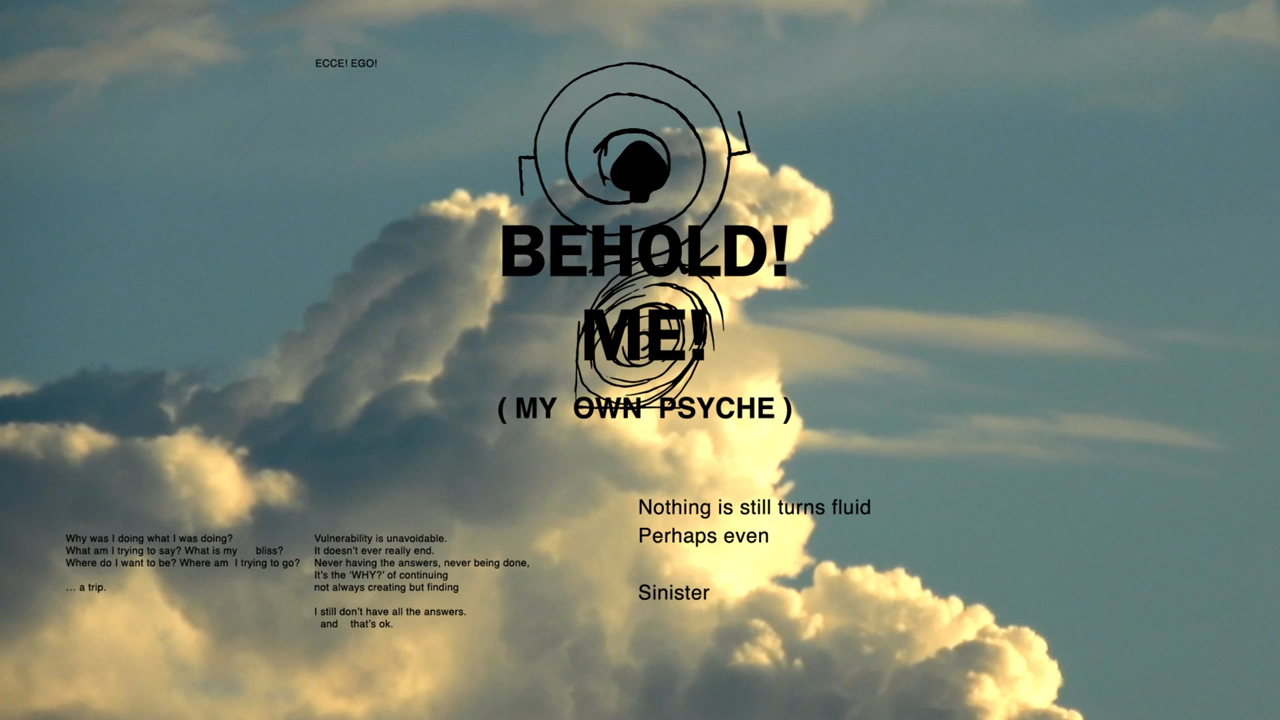 ECCE! EGO!
BEHOLD!
ME!
( MY OWN PSYCHE )
Nothing is still turns fluid
Perhaps even
Sinister
Why was I doing what I was doing?
What am I trying to say? What is my bliss?
Where do I want to be? Where am I trying to go?
... a trip.
Vulnerability is unavoidable.
It doesn't ever really end.
Never having the answers, never being done,
It's the ‘WHY?’ of continuing
not always creating but finding
I still don't have all the answers.
and that's ok.